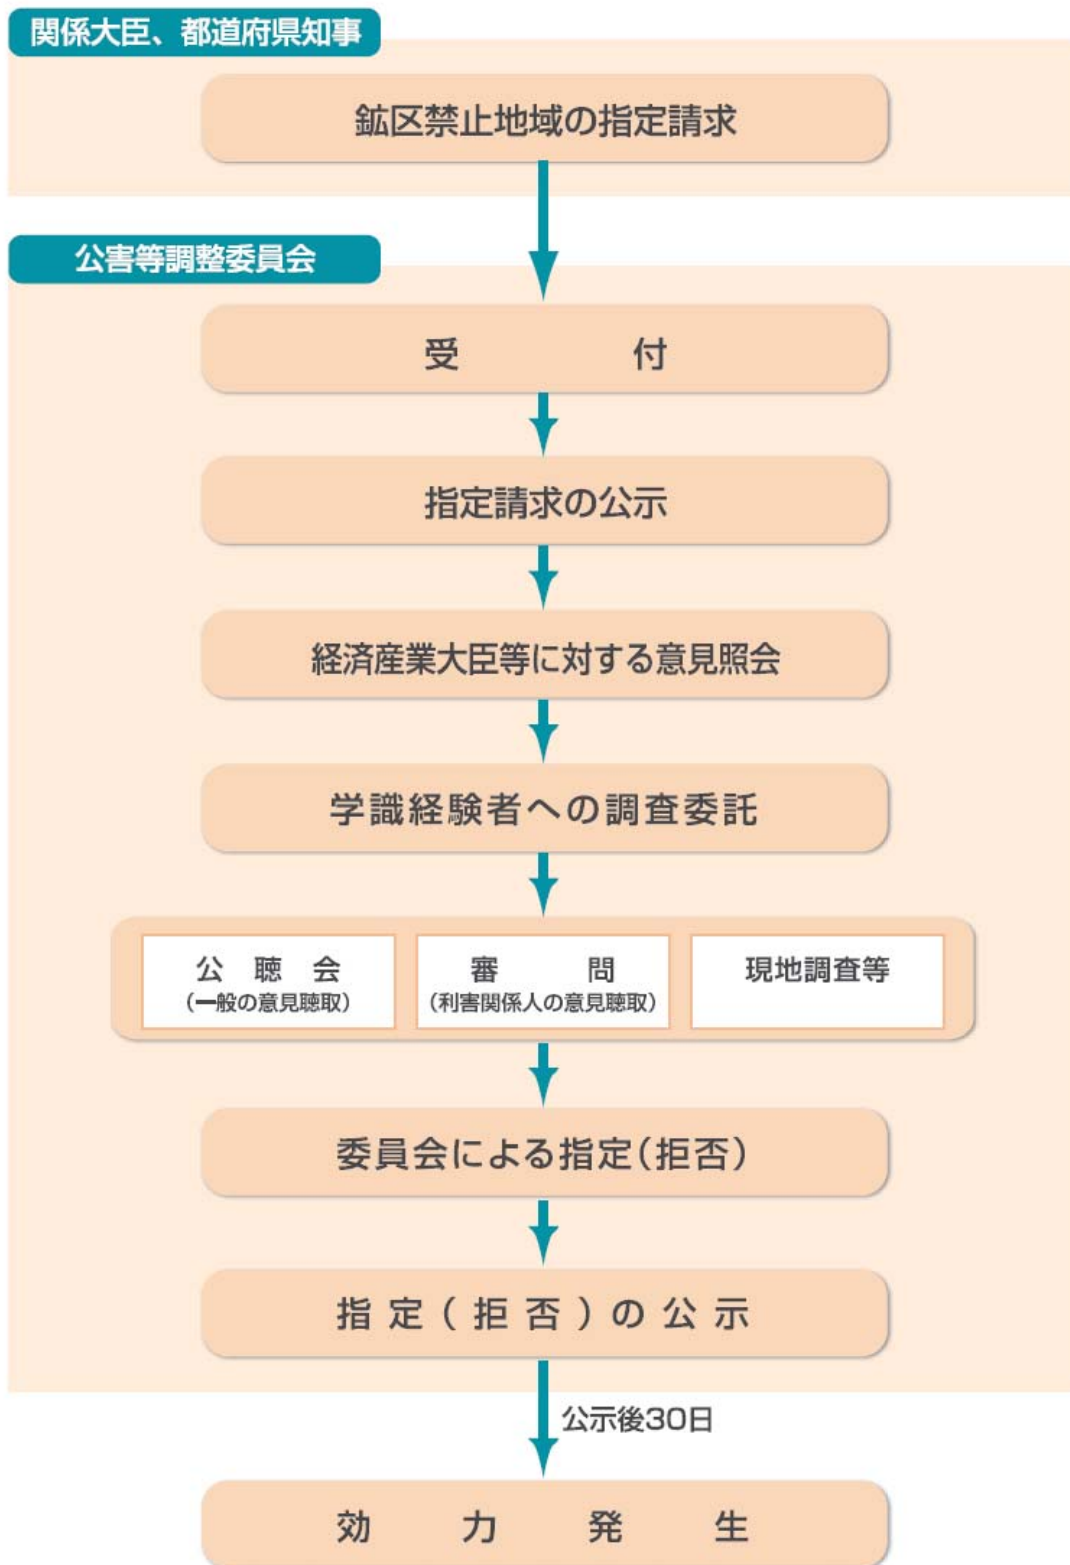 関係大臣、都道府県知事
鉱区禁止地域の指定請求
公害等調整委員会
受付
指定請求の公示
経済産業大臣等に対する意見照会
学識経験者への調査委託
公聴会
(一般の意見聴取)
審問
(利害関係人の意見聴取)
現地調査等
委員会による指定(拒否)
指定(拒否)の公示
公示後30日
効力発生